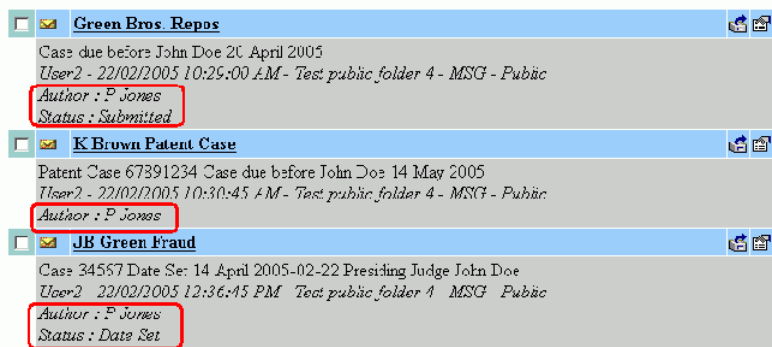 Green Bros. Repos
Case due before John Doe 20 April 2005
User2 - 22/02/2005 10:29:00 AM - Test public folder 4 - MSG - Public
Author : P Jones
Status : Submitted
K Brown Patent Case
Patent Case 67891234 Case due before John Doe 14 May 2005
User2 - 22/02/2005 10:30:45 AM - Test public folder 4 - MSG - Public
Author : P Jones
JB Green Fraud
Case 34567 Date Set 14 April 2005-02-22 Presiding Judge John Doe
User2 - 22/02/2005 12:36:45 PM - Test public folder 4 - MSG - Public
Author : P Jones
Status : Date Set